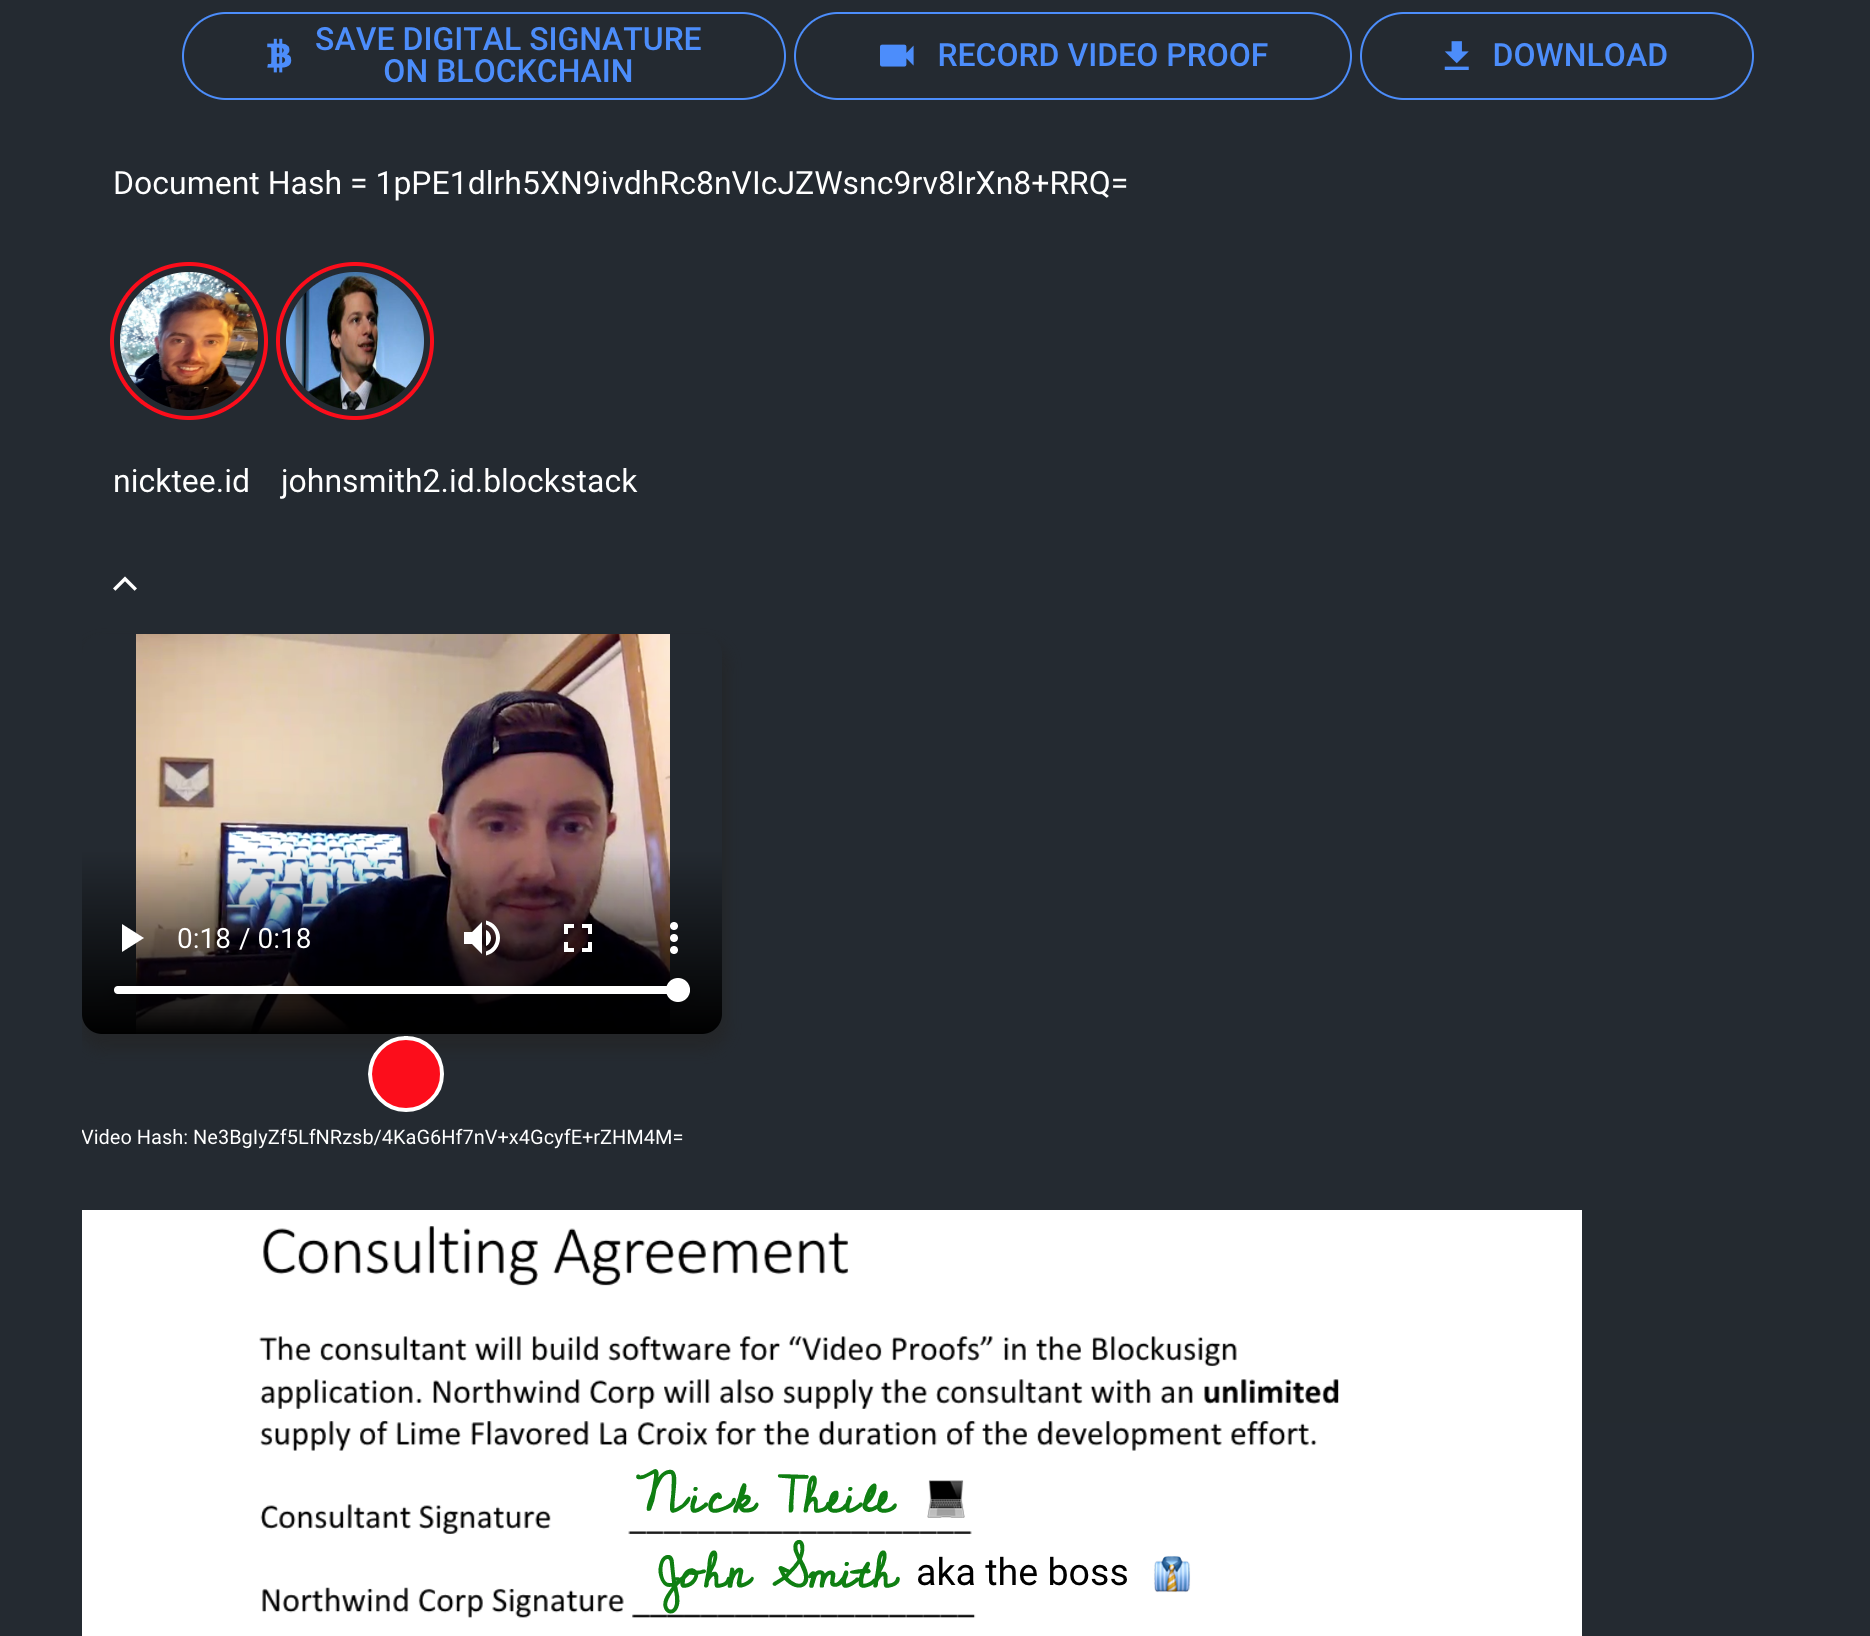 SAVE DIGITAL SIGNATURE
ON BLOCKCHAIN
RECORD VIDEO PROOF
DOWNLOAD
Document Hash = 1pPE1dlrh5XN9ivdhRc8nVIcJZWsnc9rv8IrXn8+RRQ=
nicktee.id johnsmith2.id.blockstack
0:18 / 0:18
Video Hash: Ne3BgIyZf5LfNRzsb/4KaG6Hf7nV+x4GcyfE+rZHM4M=
Consulting Agreement
The consultant will build software for “Video Proofs” in the Blockusign
application. Northwind Corp will also supply the consultant with an unlimited
supply of Lime Flavored La Croix for the duration of the development effort.
Consultant Signature Nick Theile 💻
Northwind Corp Signature John Smith aka the boss 👔